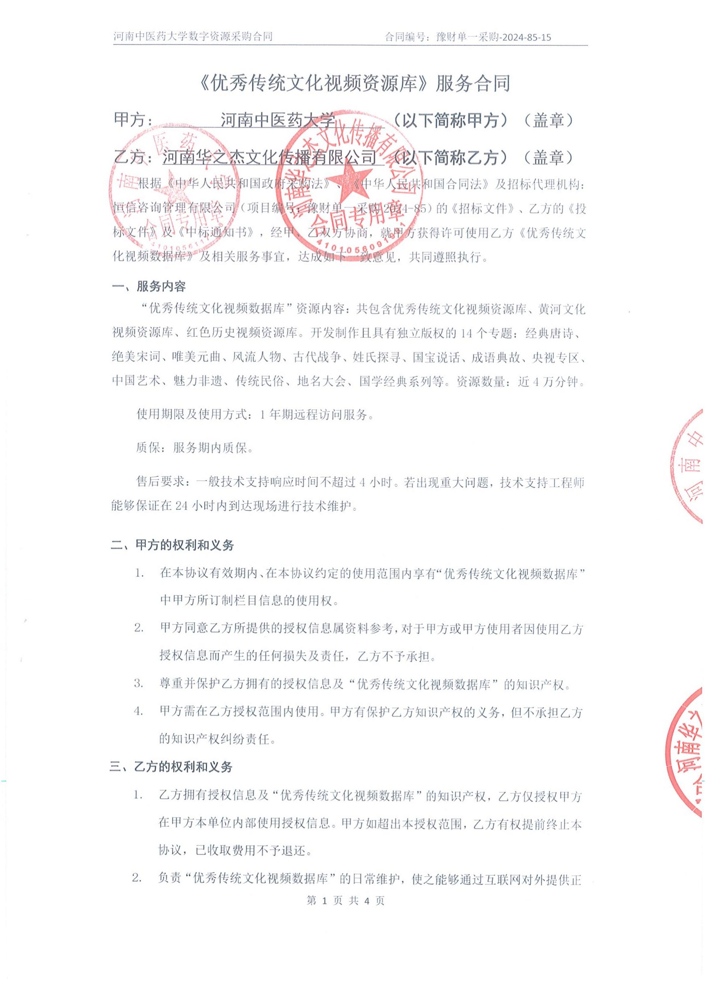 河南中医药大学数字资源采购合同 合同编号：豫财单一采购-2024-85-15
《优秀传统文化视频资源库》服务合同
甲方： 河南中医药大学 （以下简称甲方）（盖章）
乙方：河南华之杰文化传播有限公司 （以下简称乙方）（盖章）
根据《中华人民共和国政府采购法》、《中华人民共和国合同法》及招标代理机构：
恒信咨询管理有限公司（项目编号：豫财单一采购-2024-85）的《招标文件》、乙方的《投
标文件》及《中标通知书》，经甲、乙双方协商，就甲方获得许可使用乙方《优秀传统文
化视频数据库》及相关服务事宜，达成如下一致意见，共同遵照执行。
一、服务内容
“优秀传统文化视频数据库”资源内容：共包含优秀传统文化视频资源库、黄河文化
视频资源库、红色历史视频资源库。开发制作且具有独立版权的 14 个专题：经典唐诗、
绝美宋词、唯美元曲、风流人物、古代战争、姓氏探寻、国宝说话、成语典故、央视专区、
中国艺术、魅力非遗、传统民俗、地名大会、国学经典系列等。资源数量：近 4 万分钟。
使用期限及使用方式：1 年期远程访问服务。
质保：服务期内质保。
售后要求：一般技术支持响应时间不超过 4 小时。若出现重大问题，技术支持工程师
能够保证在 24 小时内到达现场进行技术维护。
二、甲方的权利和义务
1. 在本协议有效期内、在本协议约定的使用范围内享有“优秀传统文化视频数据库”
中甲方所订制栏目信息的使用权。
2. 甲方同意乙方所提供的授权信息属资料参考，对于甲方或甲方使用者因使用乙方
授权信息而产生的任何损失及责任，乙方不予承担。
3. 尊重并保护乙方拥有的授权信息及“优秀传统文化视频数据库”的知识产权。
4. 甲方需在乙方授权范围内使用。甲方有保护乙方知识产权的义务，但不承担乙方
的知识产权纠纷责任。
三、乙方的权利和义务
1. 乙方拥有授权信息及“优秀传统文化视频数据库”的知识产权，乙方仅授权甲方
在甲方本单位内部使用授权信息。甲方如超出本授权范围，乙方有权提前终止本
协议，已收取费用不予退还。
2. 负责“优秀传统文化视频数据库”的日常维护，使之能够通过互联网对外提供正
第 1 页 共 4 页
河南中医药大学
合同专用章
河南华之杰文化传播有限公司
合同专用章
河南中
河南华